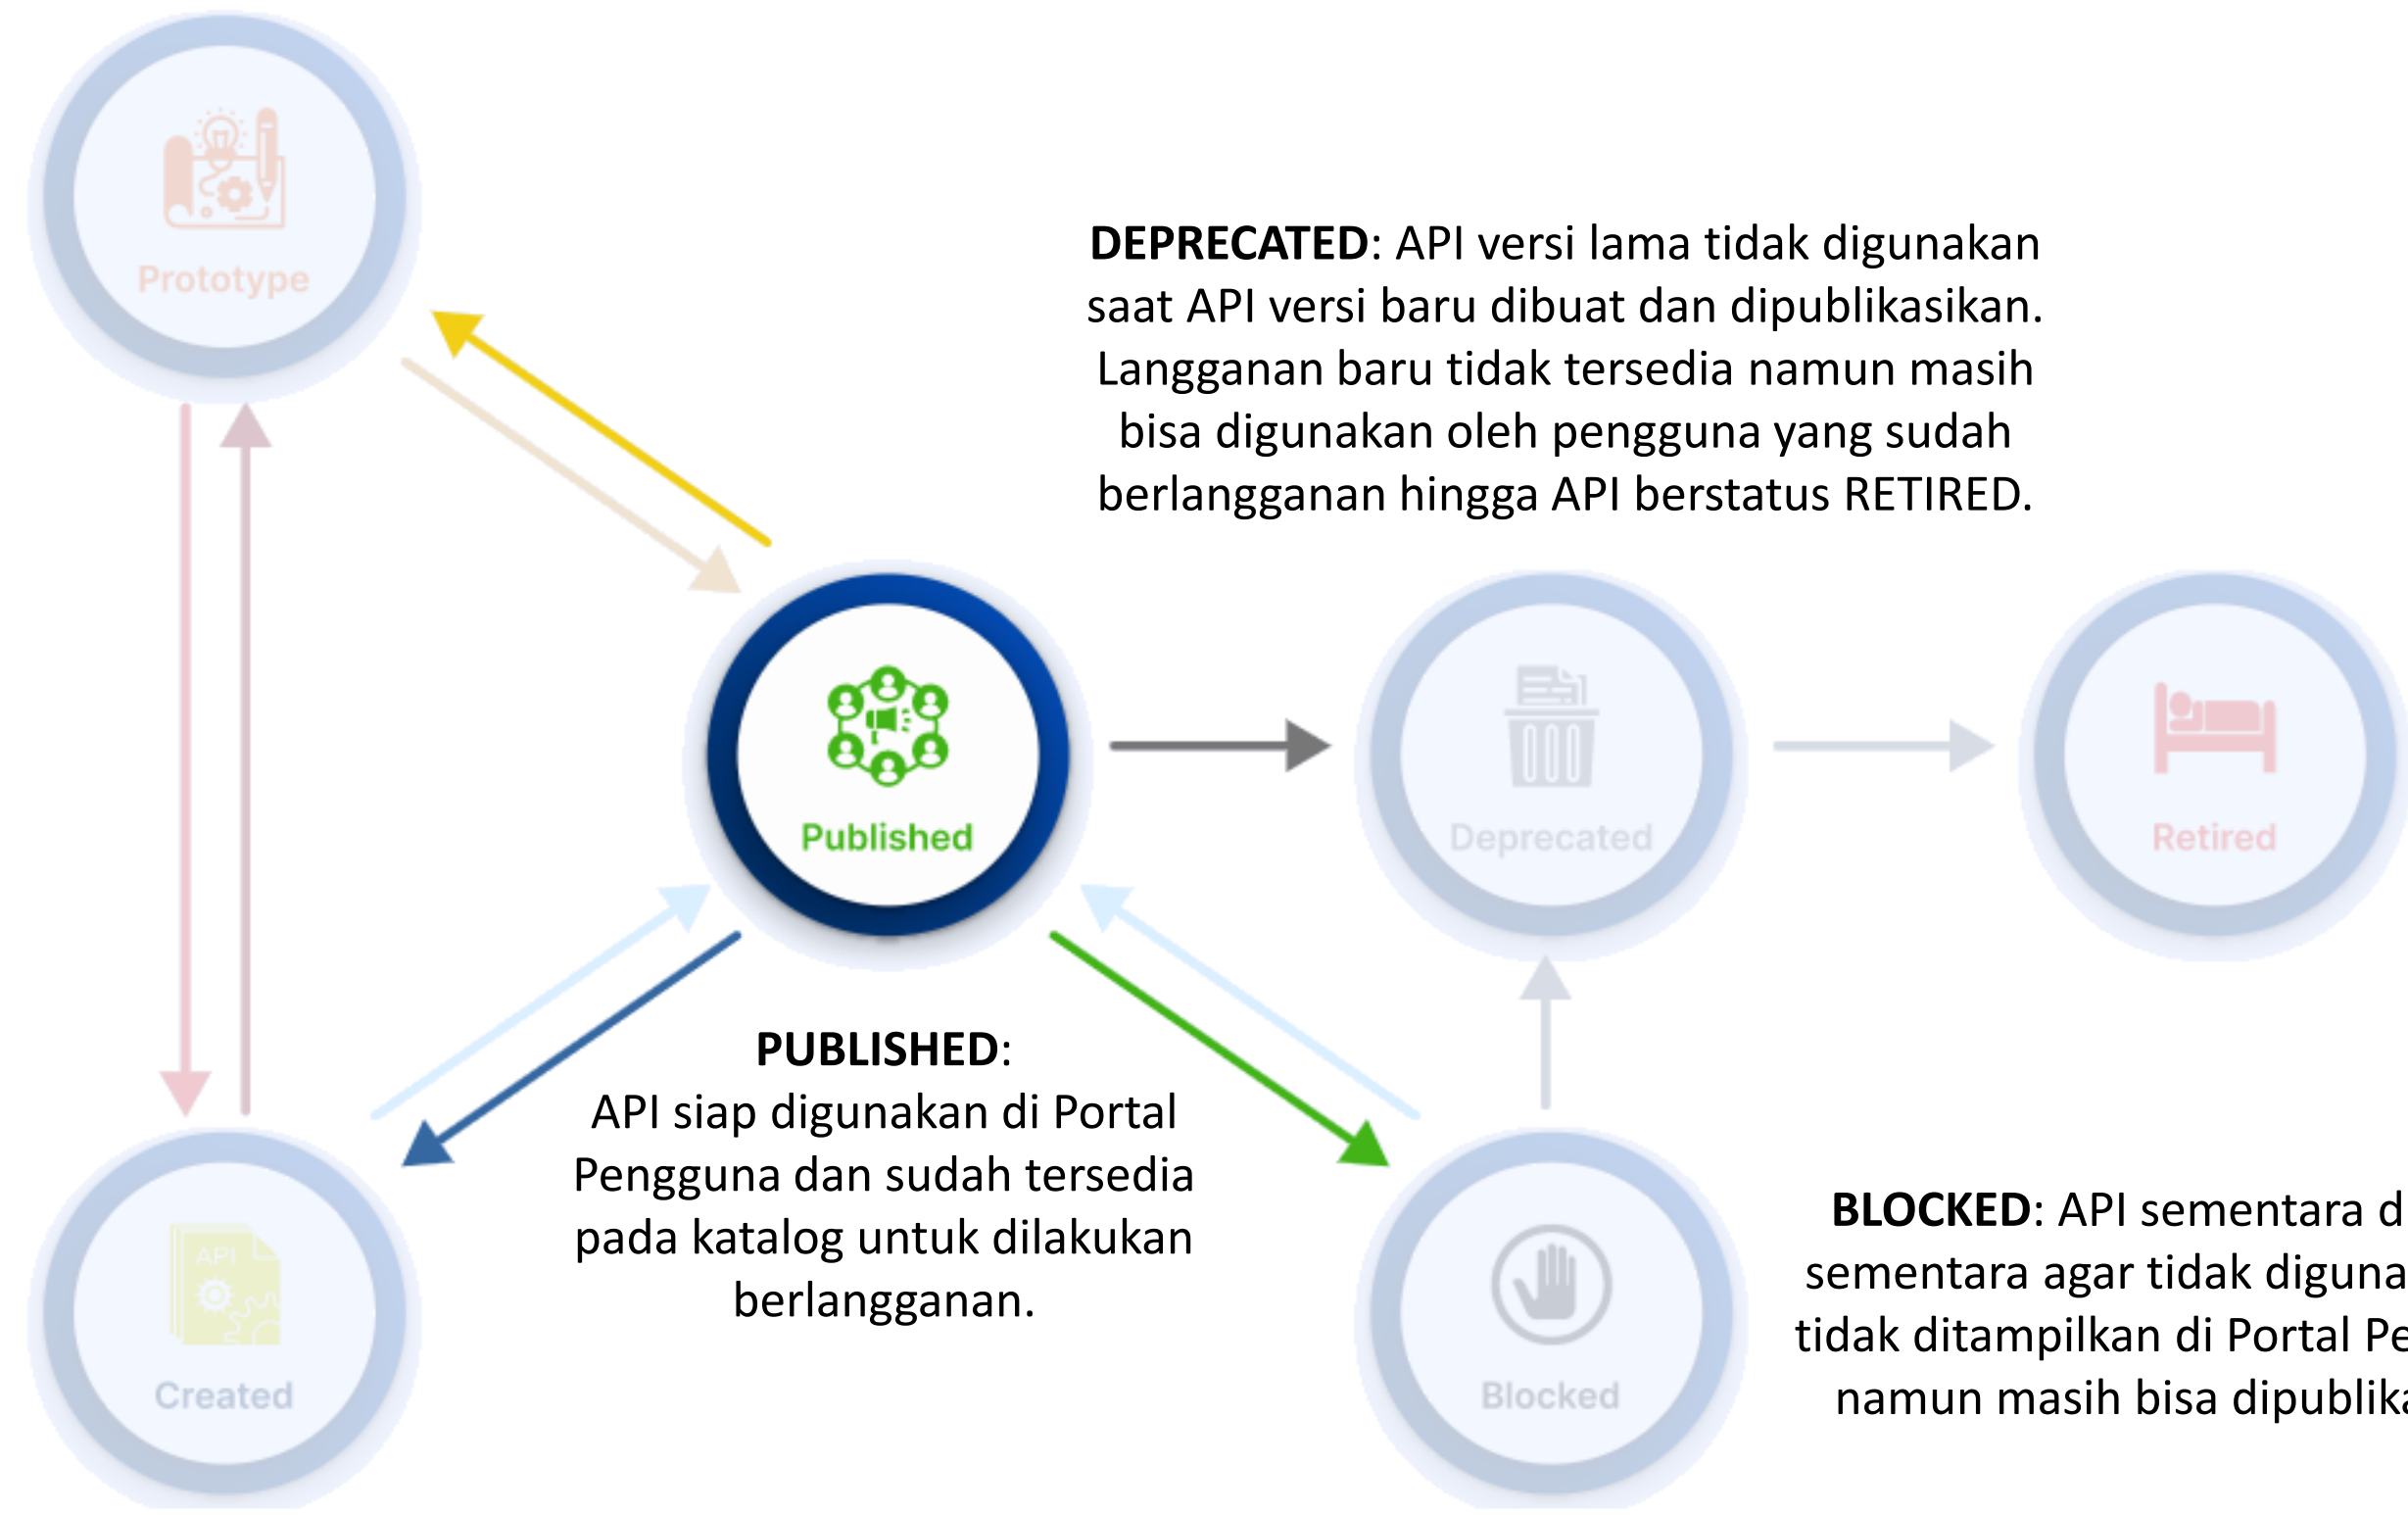 Prototype
DEPRECATED: API versi lama tidak digunakan
saat API versi baru dibuat dan dipublikasikan.
Langganan baru tidak tersedia namun masih
bisa digunakan oleh pengguna yang sudah
berlangganan hingga API berstatus RETIRED.
Published
Deprecated
Retired
PUBLISHED:
API siap digunakan di Portal
Pengguna dan sudah tersedia
pada katalog untuk dilakukan
berlangganan.
API
Created
Blocked
BLOCKED: API sementara
sementara agar tidak
tidak ditampilkan di Portal
namun masih bisa